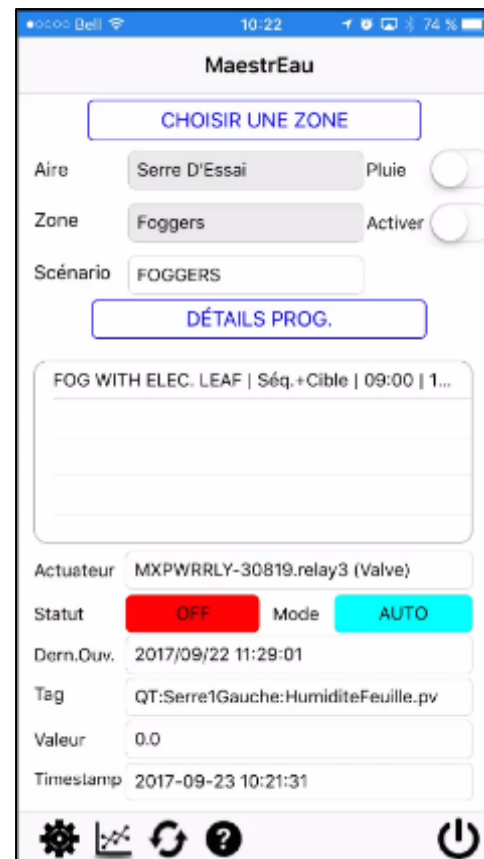 Bell 10:22 74 %
MaestrEau
CHOISIR UNE ZONE
Aire Serre D'Essai Pluie
Zone Foggers Activer
Scénario FOGGERS
DÉTAILS PROG.
FOG WITH ELEC. LEAF | Séq.+Cible | 09:00 | 1...
Actuateur MXPWRRLY-30819.relay3 (Valve)
Statut OFF Mode AUTO
Dern.Ouv. 2017/09/22 11:29:01
Tag QT:Serre1Gauche:HumiditeFeuille.pv
Valeur 0.0
Timestamp 2017-09-23 10:21:31